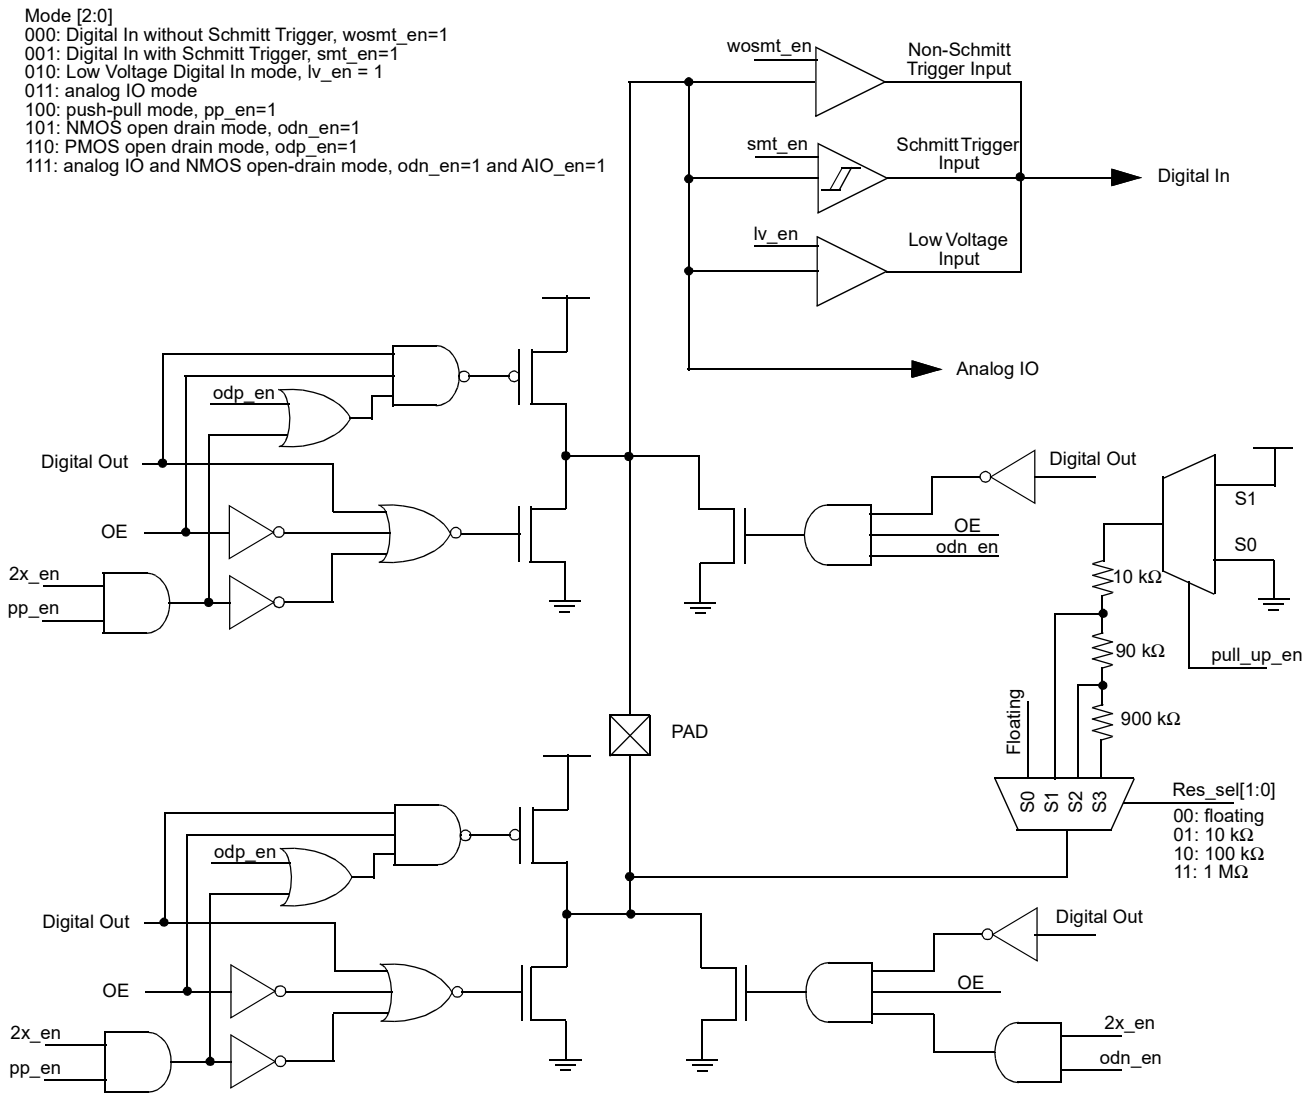 Mode [2:0]
000: Digital In without Schmitt Trigger, wosmt_en=1
001: Digital In with Schmitt Trigger, smt_en=1
010: Low Voltage Digital In mode, lv_en = 1
011: analog IO mode
100: push-pull mode, pp_en=1
101: NMOS open drain mode, odn_en=1
110: PMOS open drain mode, odp_en=1
111: analog IO and NMOS open-drain mode, odn_en=1 and AIO_en=1
wosmt_en
Non-Schmitt
Trigger Input
smt_en
Schmitt Trigger
Input
Digital In
lv_en
Low Voltage
Input
Analog IO
odp_en
Digital Out
OE
2x_en
pp_en
Digital Out
OE
odn_en
S1
S0
10 kΩ
90 kΩ
pull_up_en
900 kΩ
Floating
PAD
S0
S1
S2
S3
Res_sel[1:0]
00: floating
01: 10 kΩ
10: 100 kΩ
11: 1 MΩ
odp_en
Digital Out
OE
2x_en
pp_en
Digital Out
OE
2x_en
odn_en